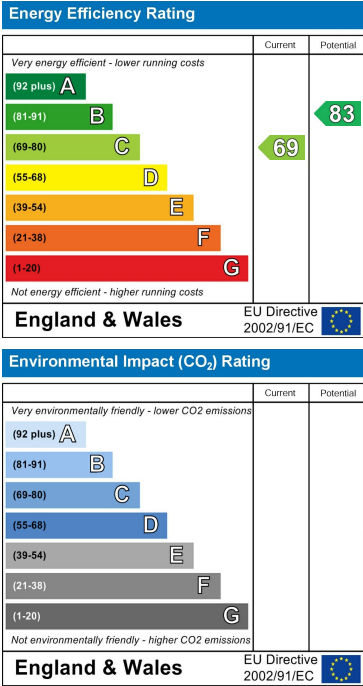 Energy Efficiency Rating
Current Potential
Very energy efficient - lower running costs
(92 plus) A
(81-91) B
83
(69-80) C
69
(55-68) D
(39-54) E
(21-38) F
(1-20) G
Not energy efficient - higher running costs
England & Wales
EU Directive
2002/91/EC
Environmental Impact (CO₂) Rating
Current Potential
Very environmentally friendly - lower CO2 emissions
(92 plus) A
(81-91) B
(69-80) C
(55-68) D
(39-54) E
(21-38) F
(1-20) G
Not environmentally friendly - higher CO2 emissions
England & Wales
EU Directive
2002/91/EC